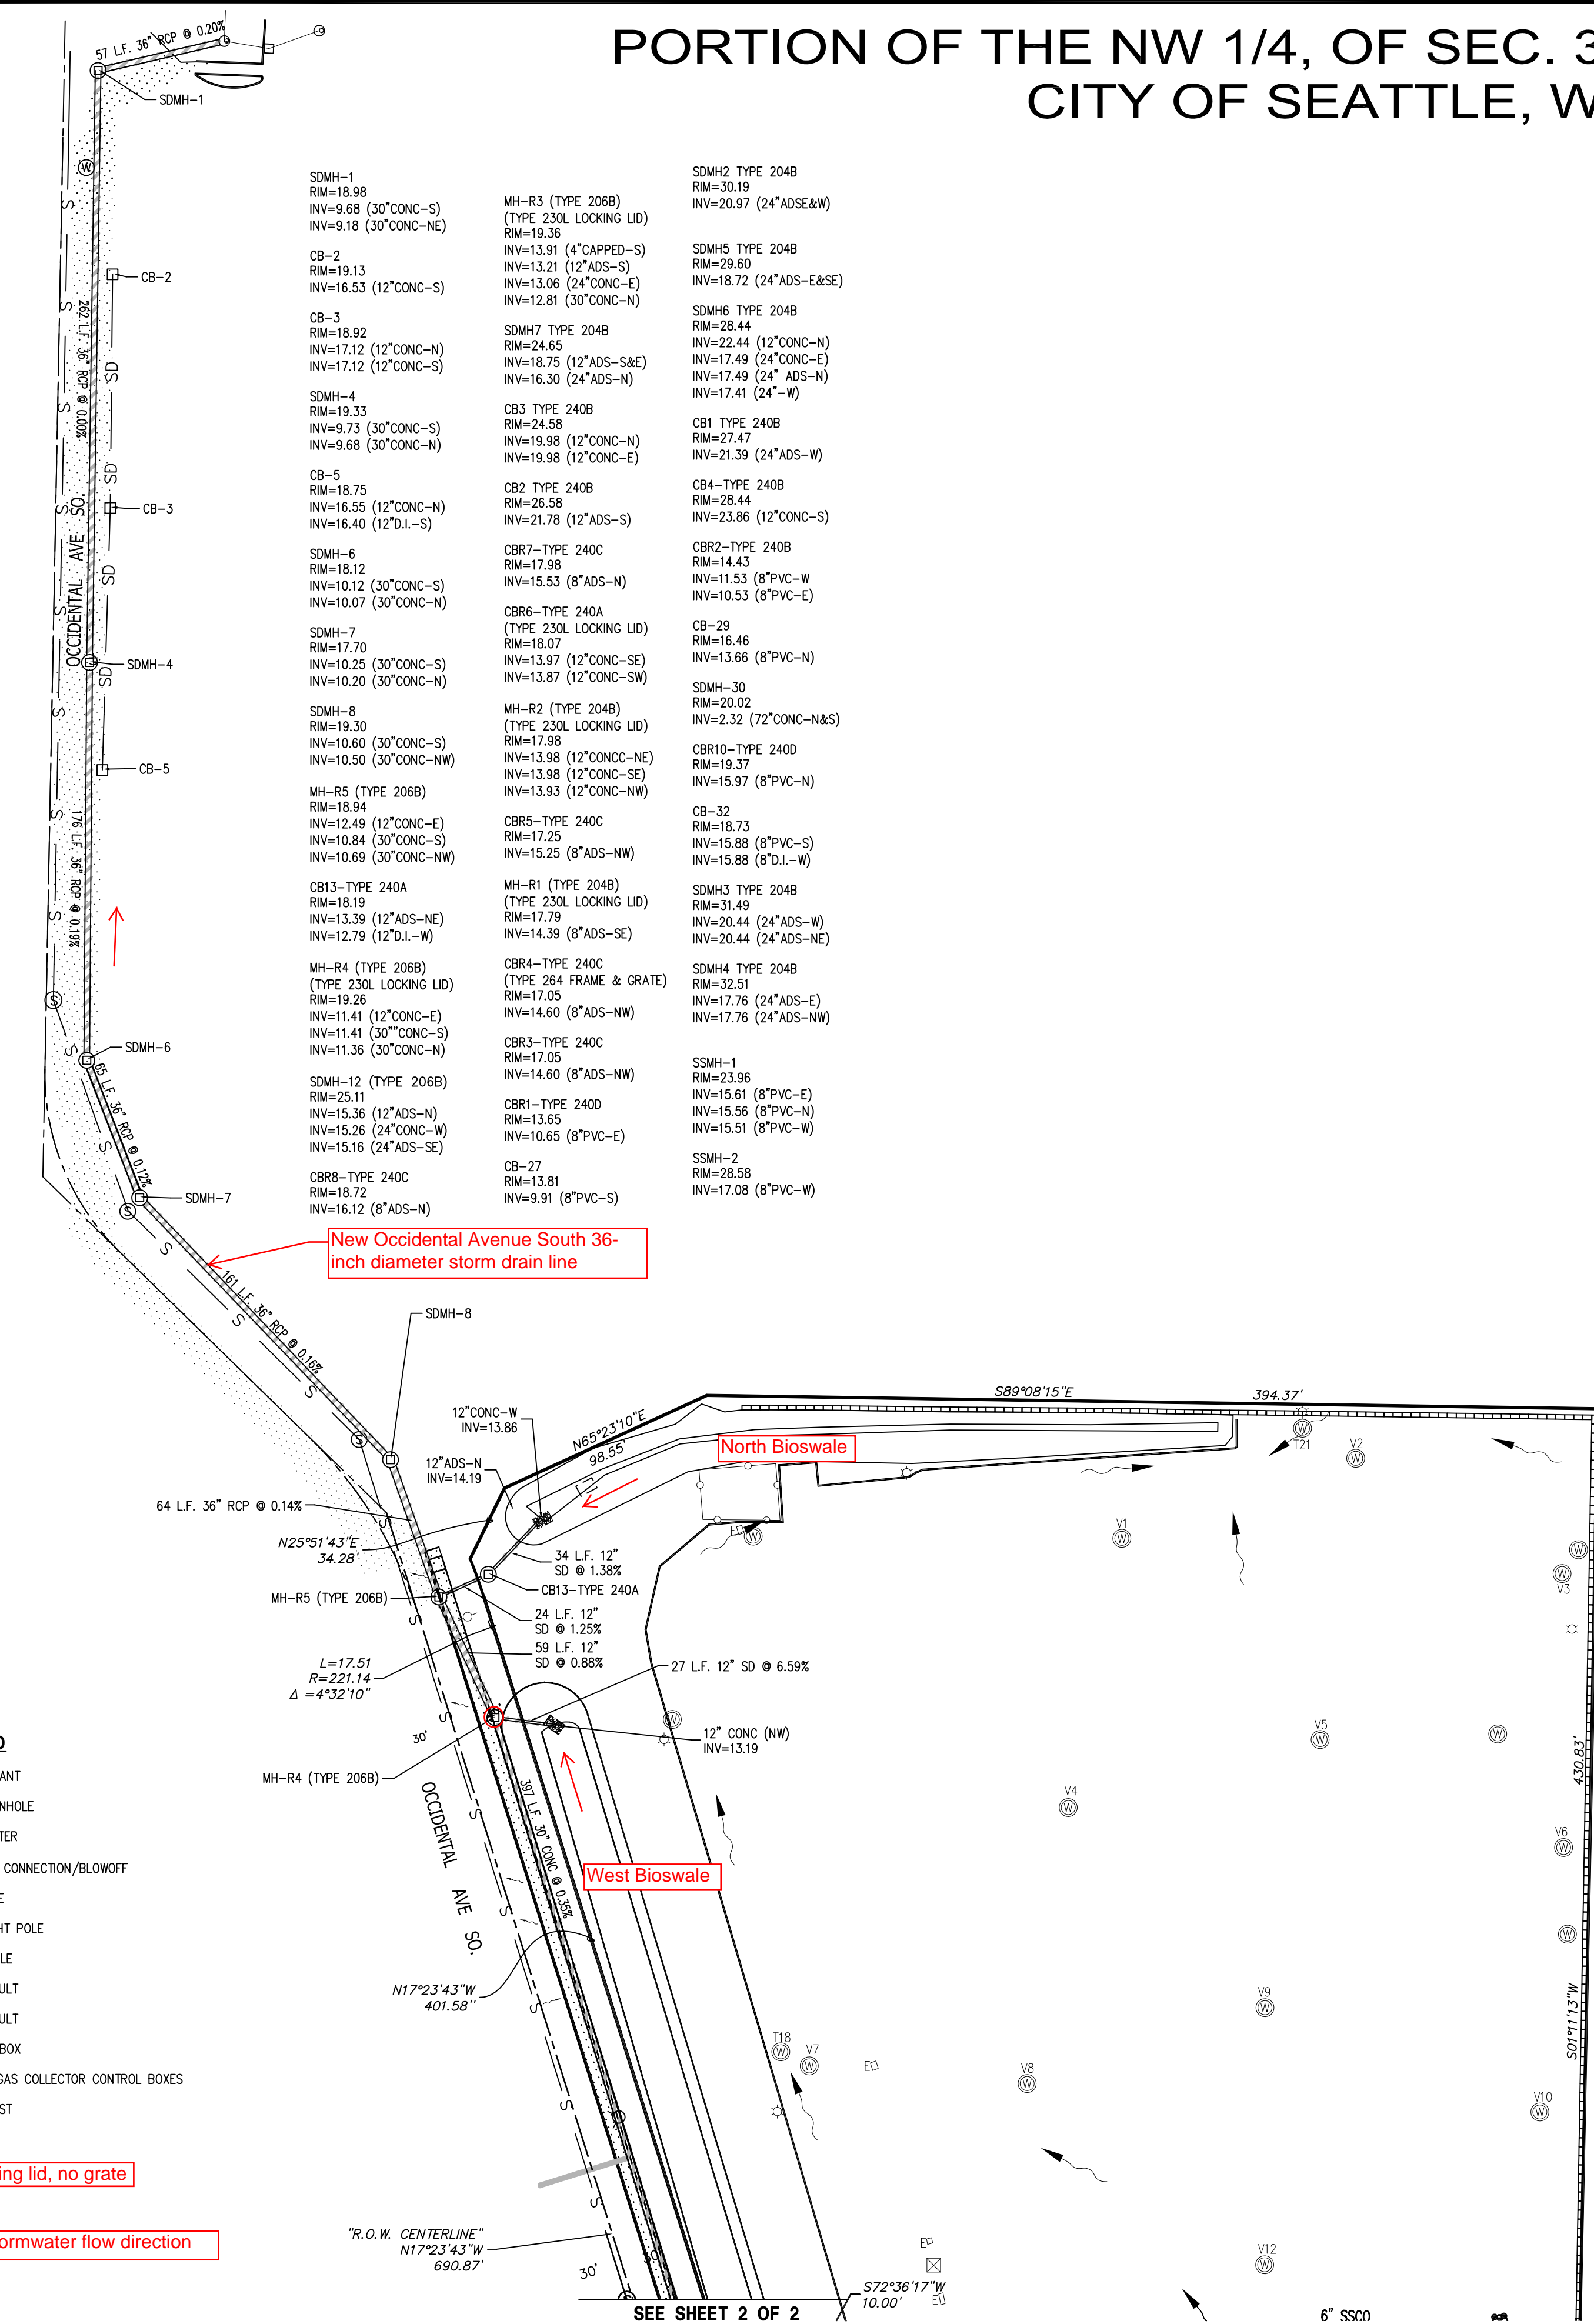 PORTION OF THE NW 1/4, OF SEC. 3
CITY OF SEATTLE, W
57 L.F. 36" RCP @ 0.20%
SDMH-1
W
CB-2
262 L.F. 36" RCP @ 0.00%
SD
SD
CB-3
OCCIDENTAL AVE SO.
SD
SDMH-4
SD
CB-5
176 L.F. 36" RCP @ 0.19%
SDMH-6
65 L.F. 36" RCP @ 0.12%
SDMH-7
SDMH-1
RIM=18.98
INV=9.68 (30"CONC-S)
INV=9.18 (30"CONC-NE)
CB-2
RIM=19.13
INV=16.53 (12"CONC-S)
CB-3
RIM=18.92
INV=17.12 (12"CONC-N)
INV=17.12 (12"CONC-S)
SDMH-4
RIM=19.33
INV=9.73 (30"CONC-S)
INV=9.68 (30"CONC-N)
CB-5
RIM=18.75
INV=16.55 (12"CONC-N)
INV=16.40 (12"D.I.-S)
SDMH-6
RIM=18.12
INV=10.12 (30"CONC-S)
INV=10.07 (30"CONC-N)
SDMH-7
RIM=17.70
INV=10.25 (30"CONC-S)
INV=10.20 (30"CONC-N)
SDMH-8
RIM=19.30
INV=10.60 (30"CONC-S)
INV=10.50 (30"CONC-NW)
MH-R5 (TYPE 206B)
RIM=18.94
INV=12.49 (12"CONC-E)
INV=10.84 (30"CONC-S)
INV=10.69 (30"CONC-NW)
CB13-TYPE 240A
RIM=18.19
INV=13.39 (12"ADS-NE)
INV=12.79 (12"D.I.-W)
MH-R4 (TYPE 206B)
(TYPE 230L LOCKING LID)
RIM=19.26
INV=11.41 (12"CONC-E)
INV=11.41 (30""CONC-S)
INV=11.36 (30"CONC-N)
SDMH-12 (TYPE 206B)
RIM=25.11
INV=15.36 (12"ADS-N)
INV=15.26 (24"CONC-W)
INV=15.16 (24"ADS-SE)
CBR8-TYPE 240C
RIM=18.72
INV=16.12 (8"ADS-N)
MH-R3 (TYPE 206B)
(TYPE 230L LOCKING LID)
RIM=19.36
INV=13.91 (4"CAPPED-S)
INV=13.21 (12"ADS-S)
INV=13.06 (24"CONC-E)
INV=12.81 (30"CONC-N)
SDMH7 TYPE 204B
RIM=24.65
INV=18.75 (12"ADS-S&E)
INV=16.30 (24"ADS-N)
CB3 TYPE 240B
RIM=24.58
INV=19.98 (12"CONC-N)
INV=19.98 (12"CONC-E)
CB2 TYPE 240B
RIM=26.58
INV=21.78 (12"ADS-S)
CBR7-TYPE 240C
RIM=17.98
INV=15.53 (8"ADS-N)
CBR6-TYPE 240A
(TYPE 230L LOCKING LID)
RIM=18.07
INV=13.97 (12"CONC-SE)
INV=13.87 (12"CONC-SW)
MH-R2 (TYPE 204B)
(TYPE 230L LOCKING LID)
RIM=17.98
INV=13.98 (12"CONCC-NE)
INV=13.98 (12"CONC-SE)
INV=13.93 (12"CONC-NW)
CBR5-TYPE 240C
RIM=17.25
INV=15.25 (8"ADS-NW)
MH-R1 (TYPE 204B)
(TYPE 230L LOCKING LID)
RIM=17.79
INV=14.39 (8"ADS-SE)
CBR4-TYPE 240C
(TYPE 264 FRAME & GRATE)
RIM=17.05
INV=14.60 (8"ADS-NW)
CBR3-TYPE 240C
RIM=17.05
INV=14.60 (8"ADS-NW)
CBR1-TYPE 240D
RIM=13.65
INV=10.65 (8"PVC-E)
CB-27
RIM=13.81
INV=9.91 (8"PVC-S)
SDMH2 TYPE 204B
RIM=30.19
INV=20.97 (24"ADSE&W)
SDMH5 TYPE 204B
RIM=29.60
INV=18.72 (24"ADS-E&SE)
SDMH6 TYPE 204B
RIM=28.44
INV=22.44 (12"CONC-N)
INV=17.49 (24"CONC-E)
INV=17.49 (24" ADS-N)
INV=17.41 (24"-W)
CB1 TYPE 240B
RIM=27.47
INV=21.39 (24"ADS-W)
CB4-TYPE 240B
RIM=28.44
INV=23.86 (12"CONC-S)
CBR2-TYPE 240B
RIM=14.43
INV=11.53 (8"PVC-W
INV=10.53 (8"PVC-E)
CB-29
RIM=16.46
INV=13.66 (8"PVC-N)
SDMH-30
RIM=20.02
INV=2.32 (72"CONC-N&S)
CBR10-TYPE 240D
RIM=19.37
INV=15.97 (8"PVC-N)
CB-32
RIM=18.73
INV=15.88 (8"PVC-S)
INV=15.88 (8"D.I.-W)
SDMH3 TYPE 204B
RIM=31.49
INV=20.44 (24"ADS-W)
INV=20.44 (24"ADS-NE)
SDMH4 TYPE 204B
RIM=32.51
INV=17.76 (24"ADS-E)
INV=17.76 (24"ADS-NW)
SSMH-1
RIM=23.96
INV=15.61 (8"PVC-E)
INV=15.56 (8"PVC-N)
INV=15.51 (8"PVC-W)
SSMH-2
RIM=28.58
INV=17.08 (8"PVC-W)
New Occidental Avenue South 36-
inch diameter storm drain line
161 L.F. 36" RCP @ 0.16%
SDMH-8
12"CONC-W
INV=13.86
N65°23'10"E
98.55'
S89°08'15"E
394.37'
North Bioswale
12"ADS-N
INV=14.19
64 L.F. 36" RCP @ 0.14%
N25°51'43"E
34.28'
34 L.F. 12"
SD @ 1.38%
CB13-TYPE 240A
MH-R5 (TYPE 206B)
24 L.F. 12"
SD @ 1.25%
59 L.F. 12"
SD @ 0.88%
27 L.F. 12" SD @ 6.59%
L=17.51
R=221.14
Δ =4°32'10"
12" CONC (NW)
INV=13.19
30'
MH-R4 (TYPE 206B)
OCCIDENTAL AVE SO.
397 L.F. 30" CONC @ 0.35%
West Bioswale
N17°23'43"W
401.58''
T21
V2
V1
V3
V5
V4
V6
430.83'
V9
S01°11'13"W
T18
V7
V8
V10
V12
D
ANT
NHOLE
TER
CONNECTION/BLOWOFF
E
HT POLE
LE
ULT
ULT
BOX
GAS COLLECTOR CONTROL BOXES
ST
ing lid, no grate
ormwater flow direction
"R.O.W. CENTERLINE"
N17°23'43"W
690.87'
30'
S72°36'17"W
10.00'
SEE SHEET 2 OF 2
6" SSCO